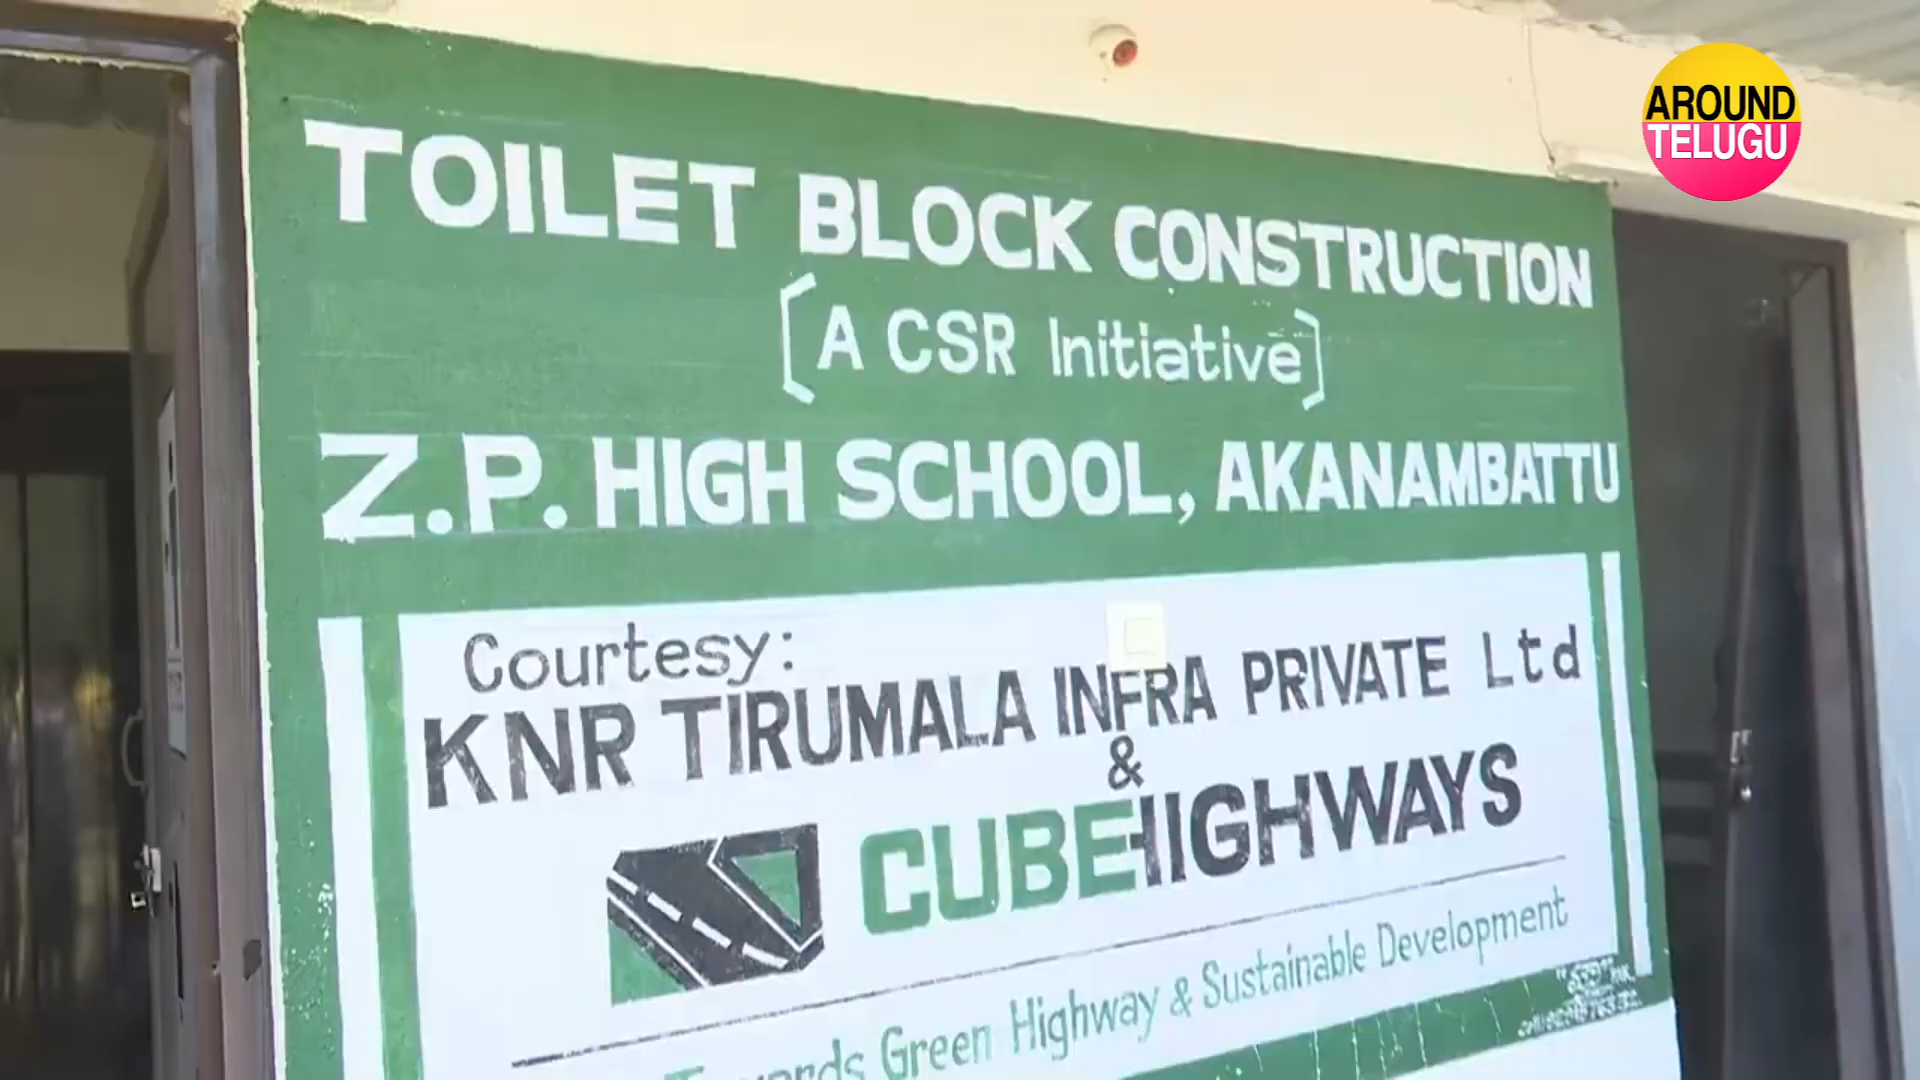 AROUND
TELUGU
TOILET BLOCK CONSTRUCTION
[A CSR Initiative]
Z.P. HIGH SCHOOL, AKANAMBATTU
Courtesy:
KNR TIRUMALA INFRA PRIVATE Ltd
&
CUBEHIGHWAYS
Towards Green Highway & Sustainable Development